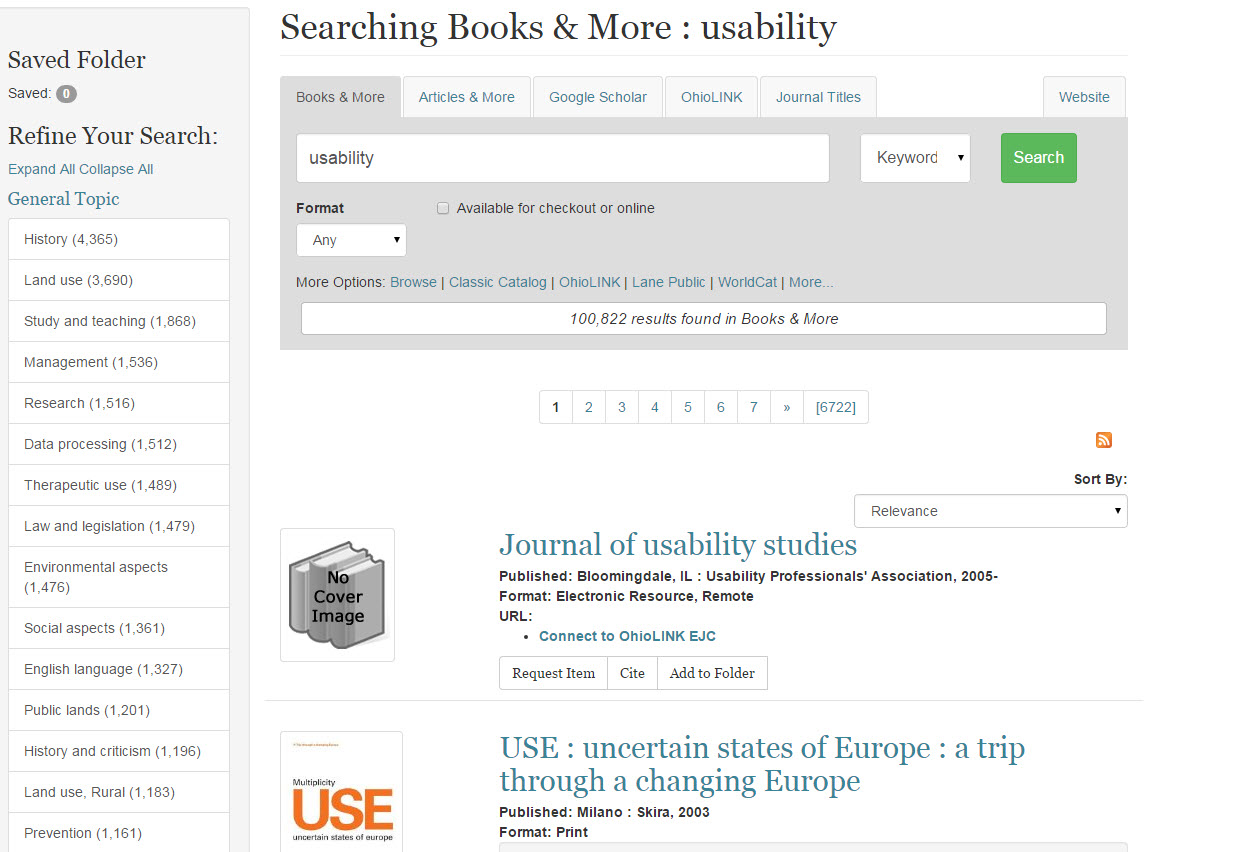 Saved Folder
Saved: 0
Refine Your Search:
Expand All Collapse All
General Topic
History (4,365)
Land use (3,690)
Study and teaching (1,868)
Management (1,536)
Research (1,516)
Data processing (1,512)
Therapeutic use (1,489)
Law and legislation (1,479)
Environmental aspects
(1,476)
Social aspects (1,361)
English language (1,327)
Public lands (1,201)
History and criticism (1,196)
Land use, Rural (1,183)
Prevention (1,161)
Searching Books & More : usability
Books & More
Articles & More
Google Scholar
OhioLINK
Journal Titles
Website
usability
Keyword
Search
Format
Available for checkout or online
Any
More Options: Browse | Classic Catalog | OhioLINK | Lane Public | WorldCat | More...
100,822 results found in Books & More
1 2 3 4 5 6 7 » [6722]
Sort By:
Relevance
No
Cover
Image
Journal of usability studies
Published: Bloomingdale, IL : Usability Professionals' Association, 2005-
Format: Electronic Resource, Remote
URL:
• Connect to OhioLINK EJC
Request Item
Cite
Add to Folder
Multiplicity
USE
uncertain states of europe
USE : uncertain states of Europe : a trip
through a changing Europe
Published: Milano : Skira, 2003
Format: Print